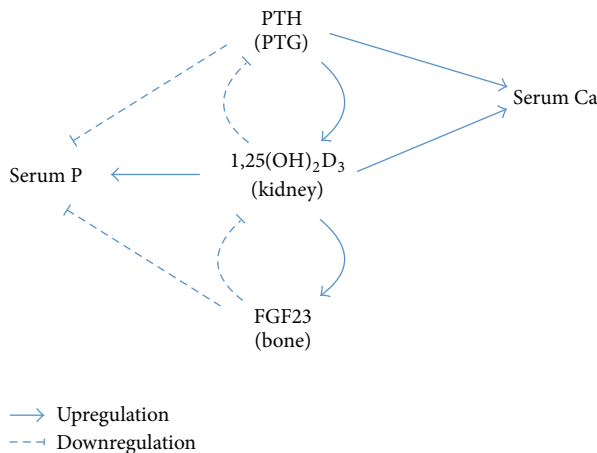 PTH
(PTG)
Serum Ca
1,25(OH)₂D₃
Serum P
(kidney)
FGF23
(bone)
Upregulation
Downregulation